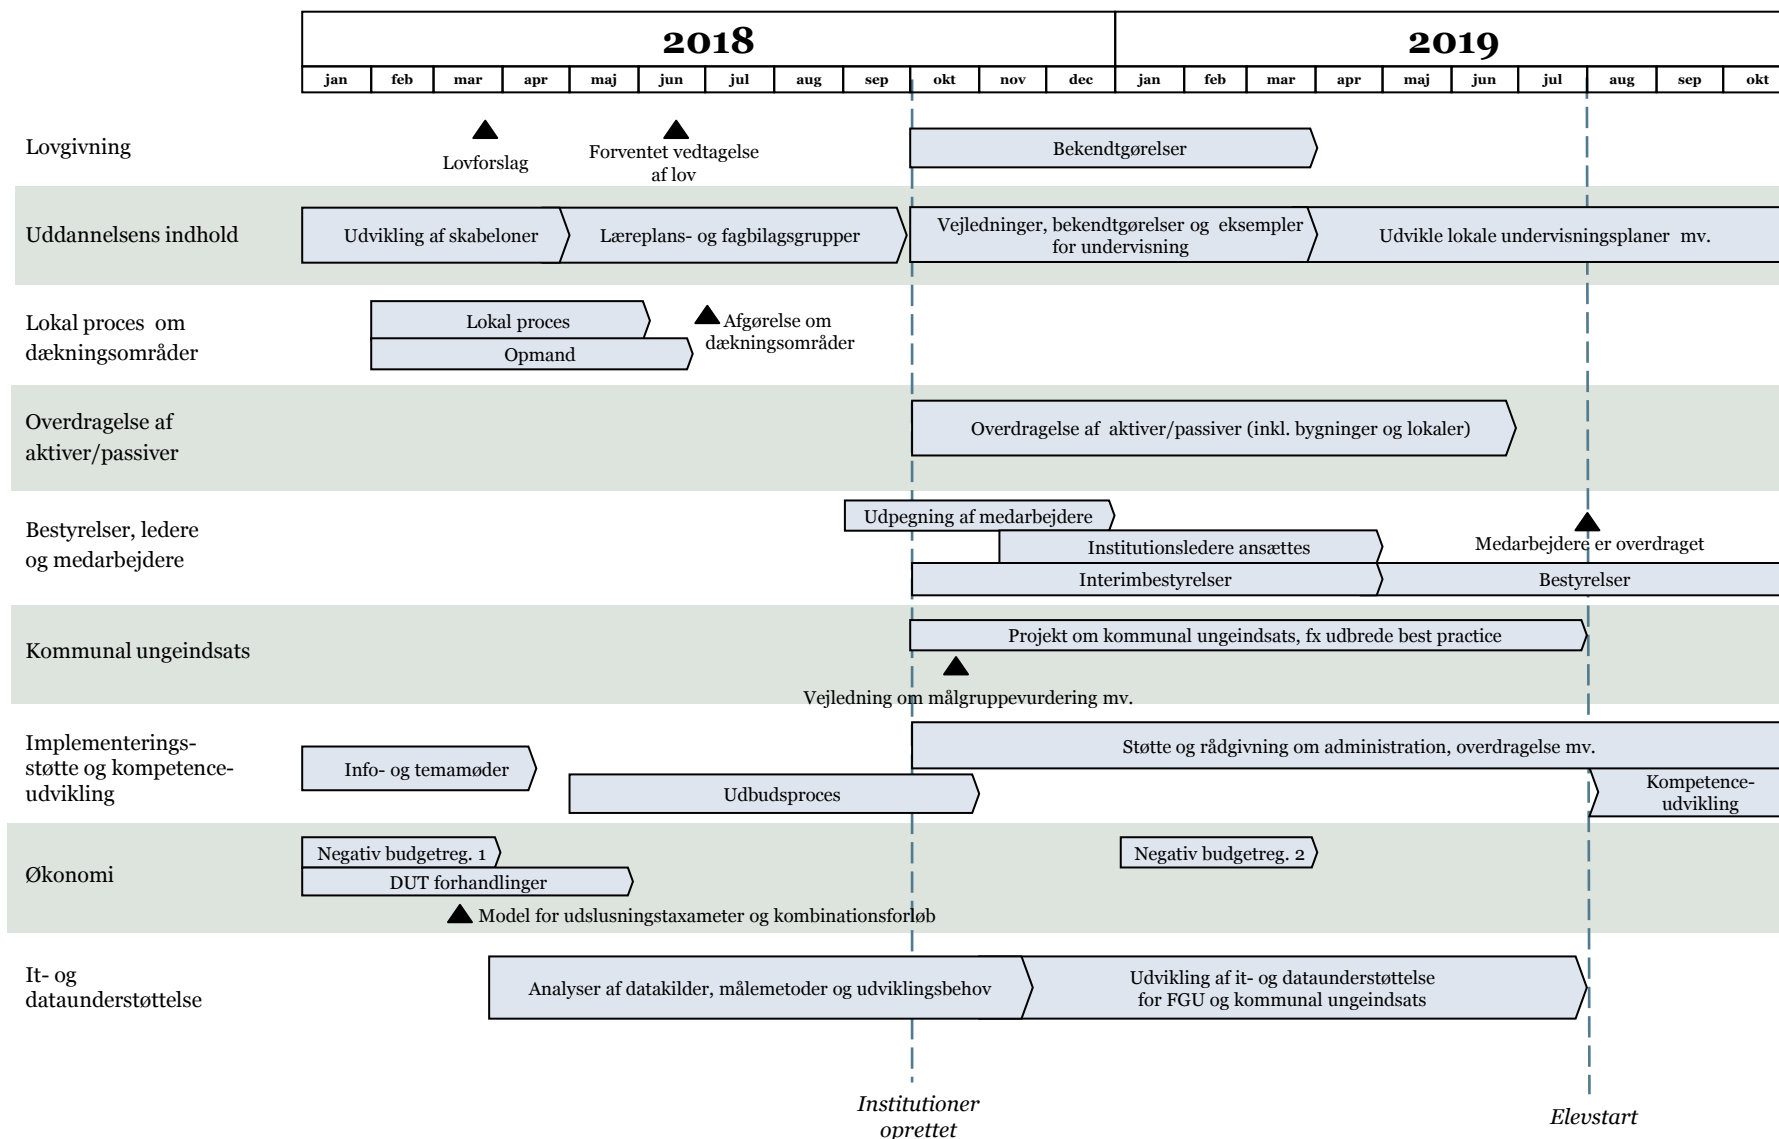 2018
2019
jan feb mar apr maj jun jul aug sep okt nov dec jan feb mar apr maj jun jul aug sep okt
Lovgivning
Lovforslag
Forventet vedtagelse
af lov
Bekendtgørelser
Uddannelsens indhold
Udvikling af skabeloner
Læreplans- og fagbilagsgrupper
Vejledninger, bekendtgørelser og eksempler
for undervisning
Udvikle lokale undervisningsplaner mv.
Lokal proces om
dækningsområder
Lokal proces
Opmand
Afgørelse om
dækningsområder
Overdragelse af
aktiver/passiver
Overdragelse af aktiver/passiver (inkl. bygninger og lokaler)
Bestyrelser, ledere
og medarbejdere
Udpegning af medarbejdere
Institutionsledere ansættes
Medarbejdere er overdraget
Interimbestyrelser
Bestyrelser
Kommunal ungeindsats
Projekt om kommunal ungeindsats, fx udbrede best practice
Vejledning om målgruppevurdering mv.
Implementerings-
støtte og kompetence-
udvikling
Info- og temamøder
Udbudsproces
Støtte og rådgivning om administration, overdragelse mv.
Kompetence-
udvikling
Økonomi
Negativ budgetreg. 1
DUT forhandlinger
Negativ budgetreg. 2
Model for udslusningstaxameter og kombinationsforløb
It- og
dataunderstøttelse
Analyser af datakilder, målemetoder og udviklingsbehov
Udvikling af it- og dataunderstøttelse
for FGU og kommunal ungeindsats
Institutioner
oprettet
Elevstart